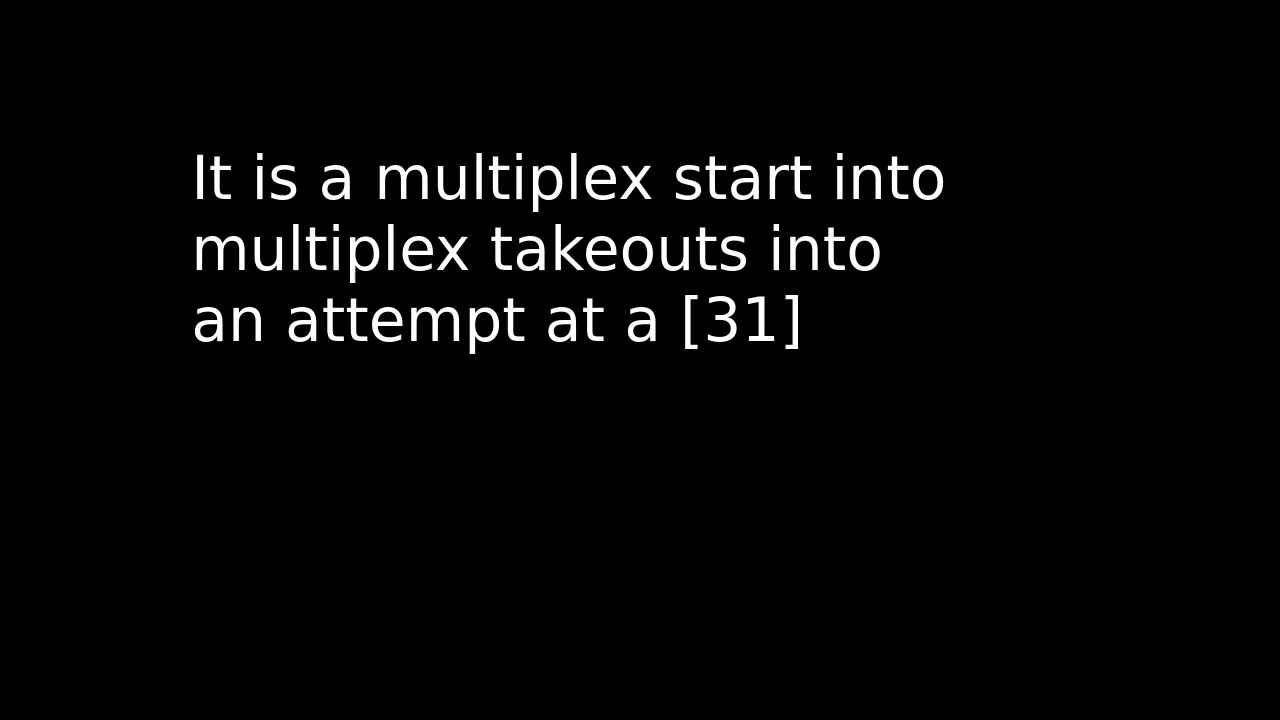 It is a multiplex start into
multiplex takeouts into
an attempt at a [31]